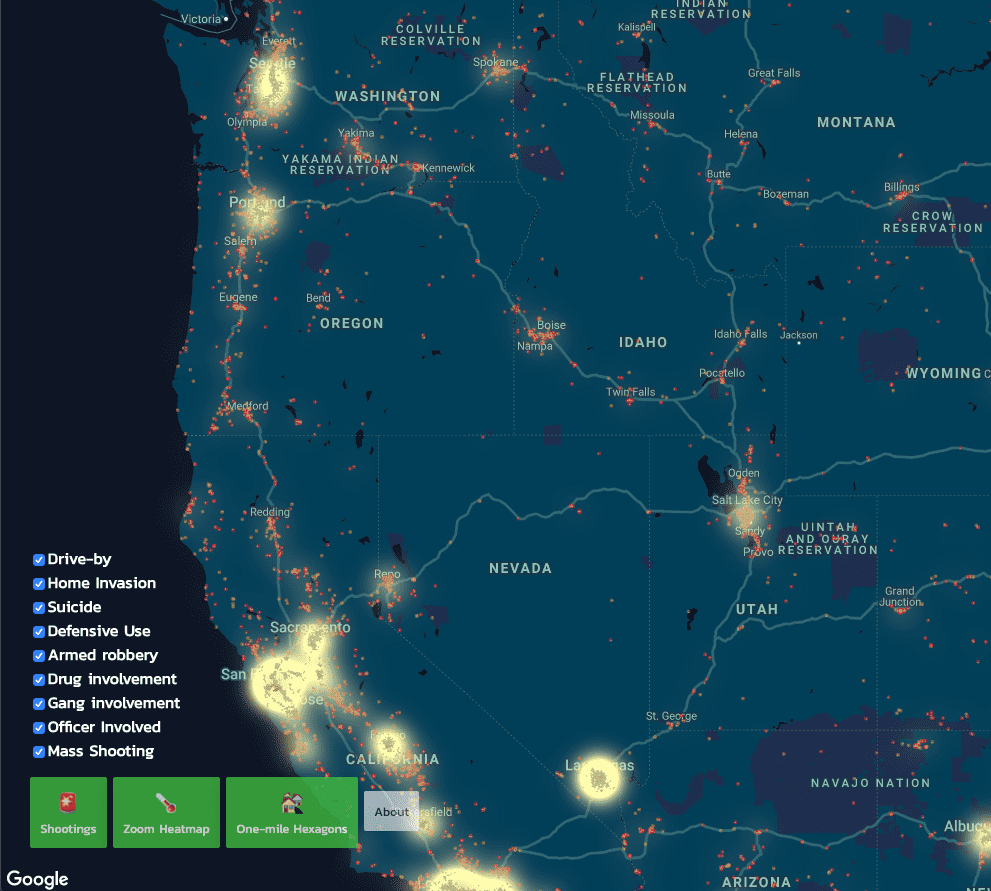 Victoria
COLVILLE
RESERVATION
INDIAN
RESERVATION
Kalispell
Everett
Seattle
Spokane
FLATHEAD
RESERVATION
Great Falls
WASHINGTON
Olympia
Missoula
MONTANA
Yakima
Helena
YAKAMA INDIAN
RESERVATION
Kennewick
Butte
Bozeman
Billings
Portland
CROW
RESERVATION
Salem
Eugene
Bend
OREGON
Boise
Nampa
IDAHO
Idaho Falls
Jackson
Pocatello
WYOMING
Twin Falls
Medford
Ogden
Salt Lake City
Redding
Sandy
Provo
UINTAH
AND OURAY
RESERVATION
Reno
NEVADA
Grand
Junction
UTAH
Sacramento
San
ose
St. George
CALIFORNIA
Las Vegas
NAVAJO NATION
ersfield
Albuq
ARIZONA
NE
Drive-by
Home Invasion
Suicide
Defensive Use
Armed robbery
Drug involvement
Gang involvement
Officer Involved
Mass Shooting
Shootings
Zoom Heatmap
One-mile Hexagons
About
Google